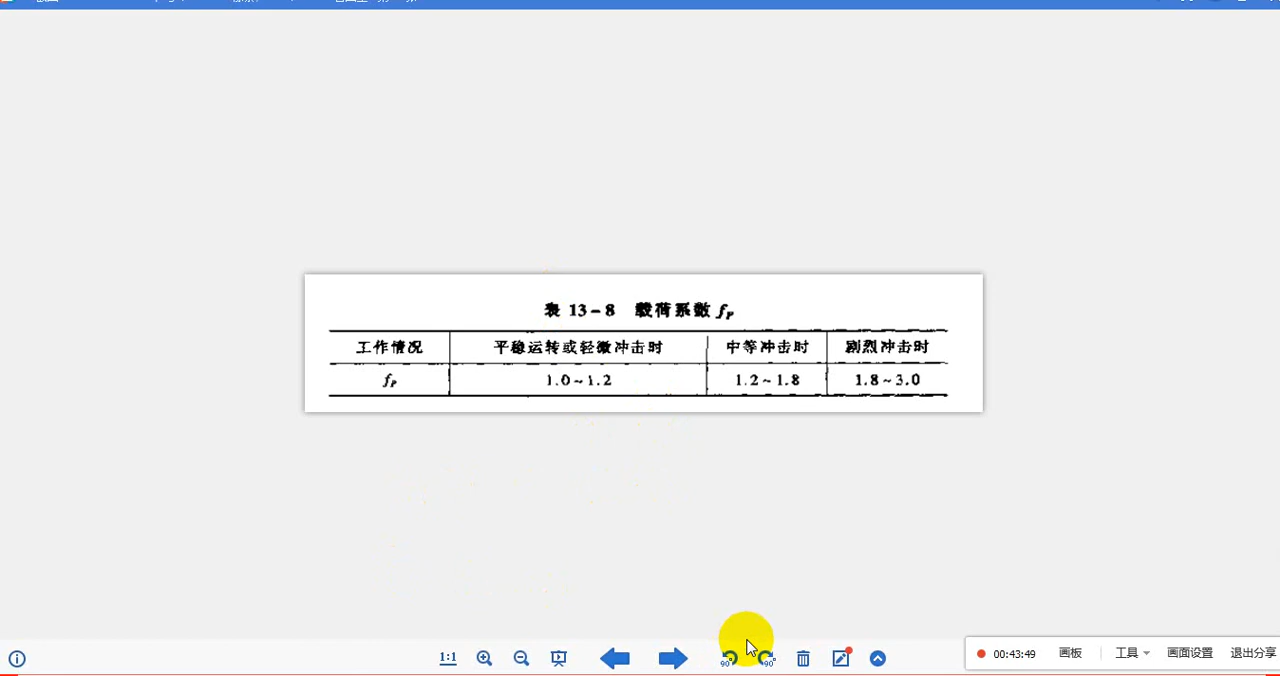 表 13-8 载荷系数 fP
工作情况 平稳运转或轻微冲击时 中等冲击时 剧烈冲击时
fP 1.0~1.2 1.2~1.8 1.8~3.0
1:1 90 90 00:43:49 画板 工具 画面设置 退出分享